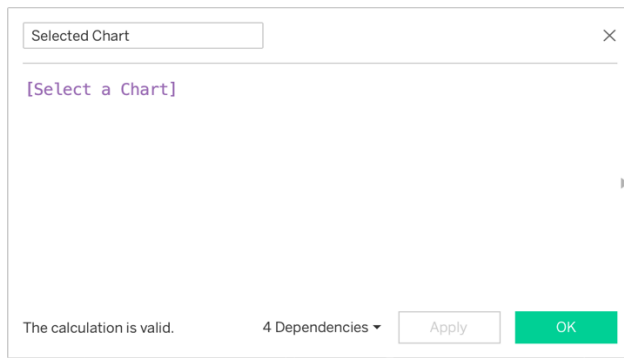 Selected Chart
[Select a Chart]
The calculation is valid.
4 Dependencies
Apply
OK